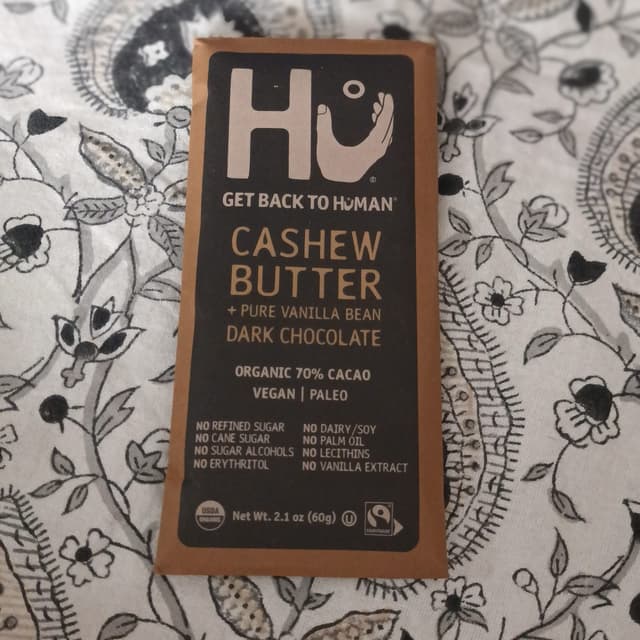 Hu
GET BACK TO HUMAN®
CASHEW
BUTTER
+ PURE VANILLA BEAN
DARK CHOCOLATE
ORGANIC 70% CACAO
VEGAN | PALEO
NO REFINED SUGAR
NO CANE SUGAR
NO SUGAR ALCOHOLS
NO ERYTHRITOL
NO DAIRY/SOY
NO PALM OIL
NO LECITHINS
NO VANILLA EXTRACT
USDA
ORGANIC
Net Wt. 2.1 oz (60g)
U